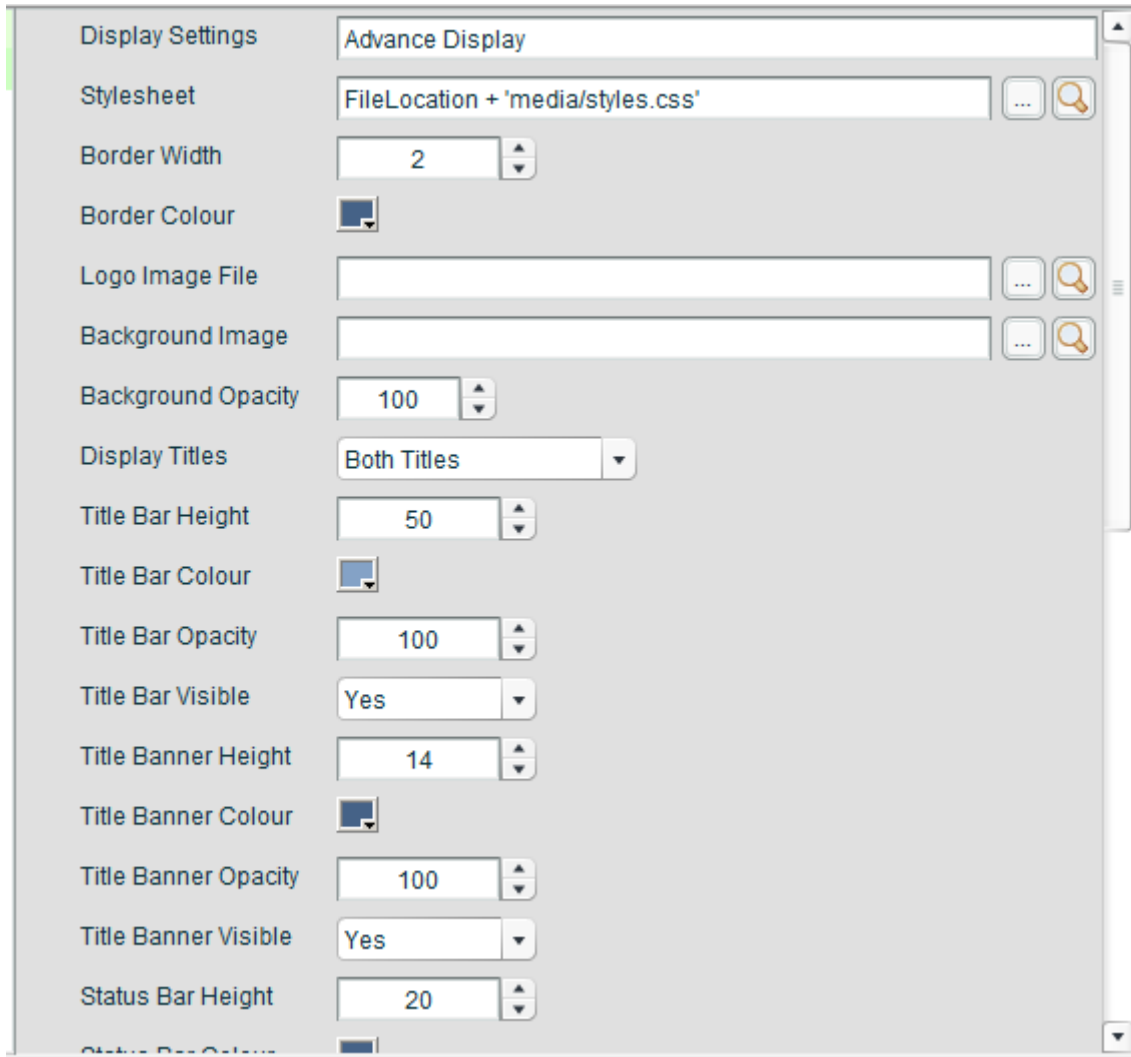 Display Settings Advance Display
Stylesheet FileLocation + 'media/styles.css' ...
Border Width 2
Border Colour
Logo Image File ...
Background Image ...
Background Opacity 100
Display Titles Both Titles
Title Bar Height 50
Title Bar Colour
Title Bar Opacity 100
Title Bar Visible Yes
Title Banner Height 14
Title Banner Colour
Title Banner Opacity 100
Title Banner Visible Yes
Status Bar Height 20
Status Bar Colour